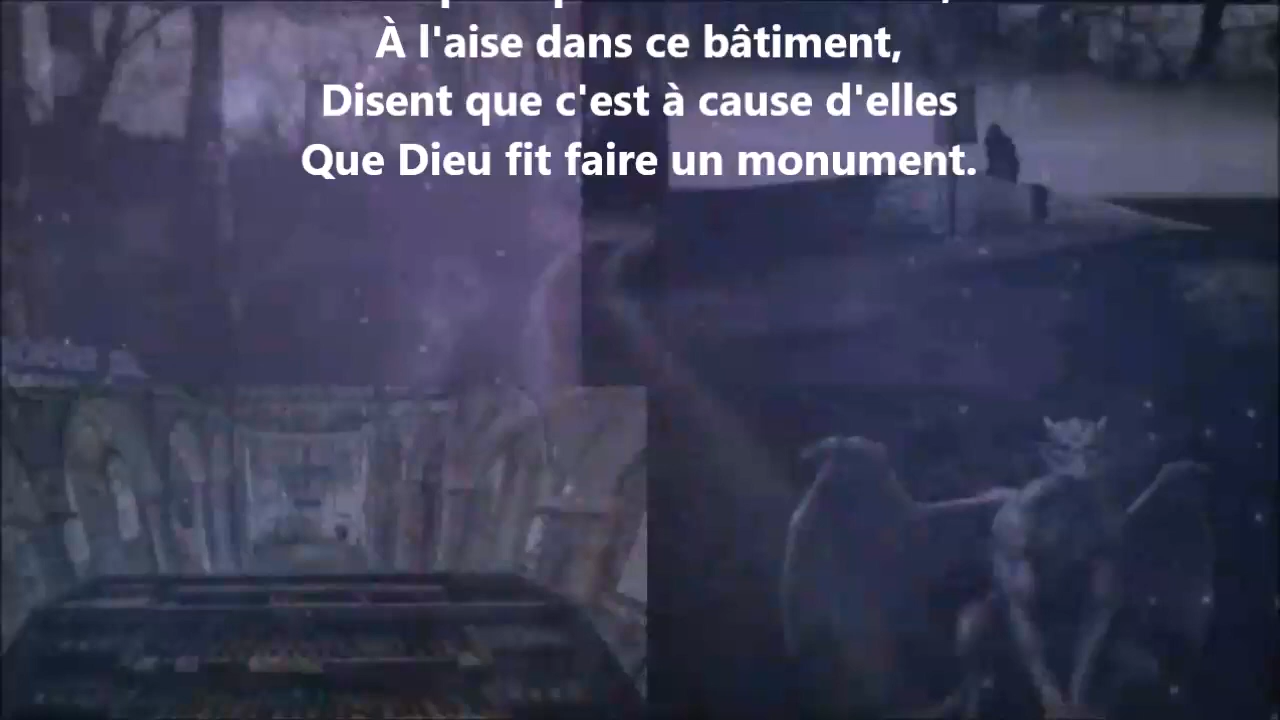 À l'aise dans ce bâtiment,
Disent que c'est à cause d'elles
Que Dieu fit faire un monument.